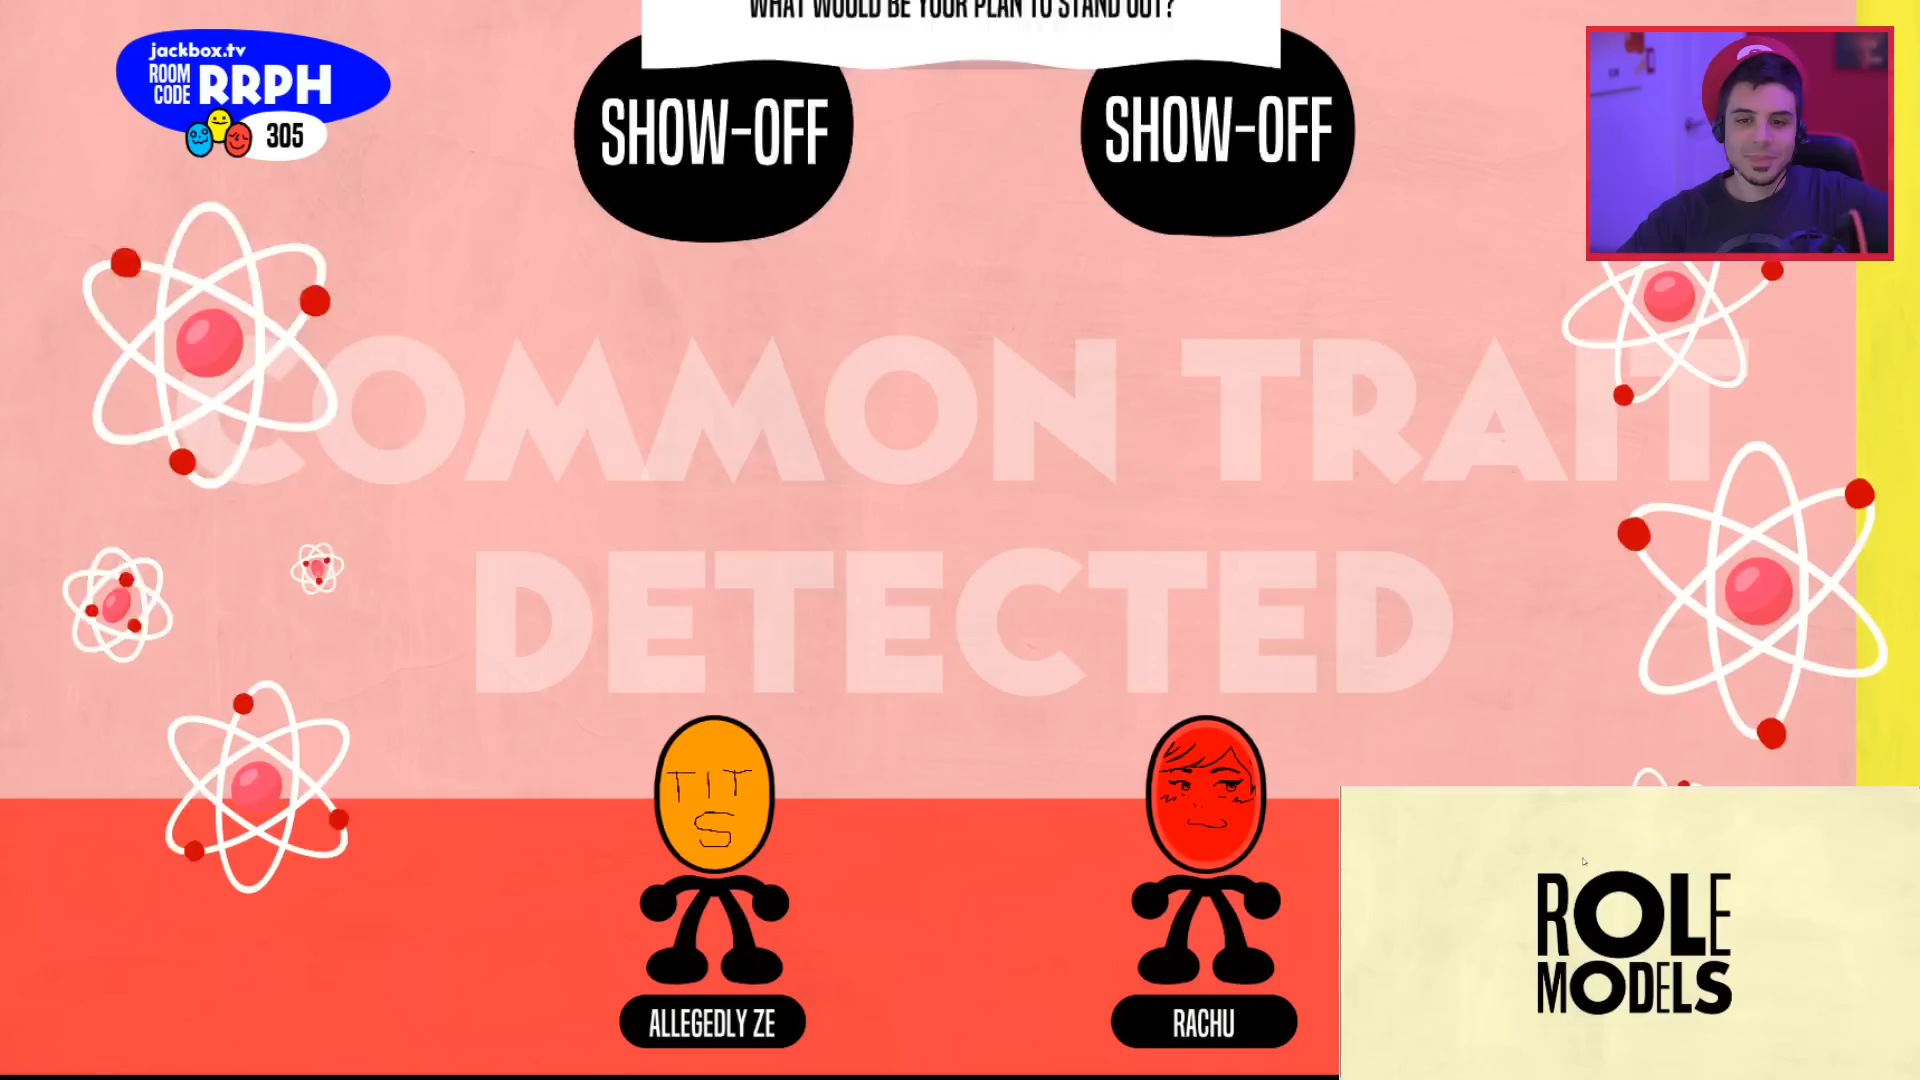 WHAT WOULD BE YOUR PLAN TO STAND OUT?
jackbox.tv
ROOM CODE RRPH
305
SHOW-OFF
SHOW-OFF
COMMON TRAIT
DETECTED
TIT
S
ALLEGEDLY ZE
RACHU
ROLE
MODELS